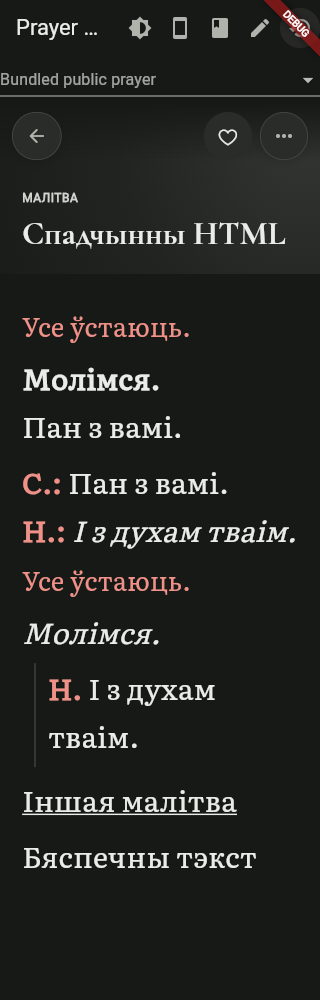 Prayer ...
DEBUG
Bundled public prayer
МАЛІТВА
Спадчынны HTML
Усе ўстаюць.
Молімся.
Пан з вамі.
С.: Пан з вамі.
Н.: І з духам тваім.
Усе ўстаюць.
Молімся.
Н. І з духам
тваім.
Іншая малітва
Бяспечны тэкст